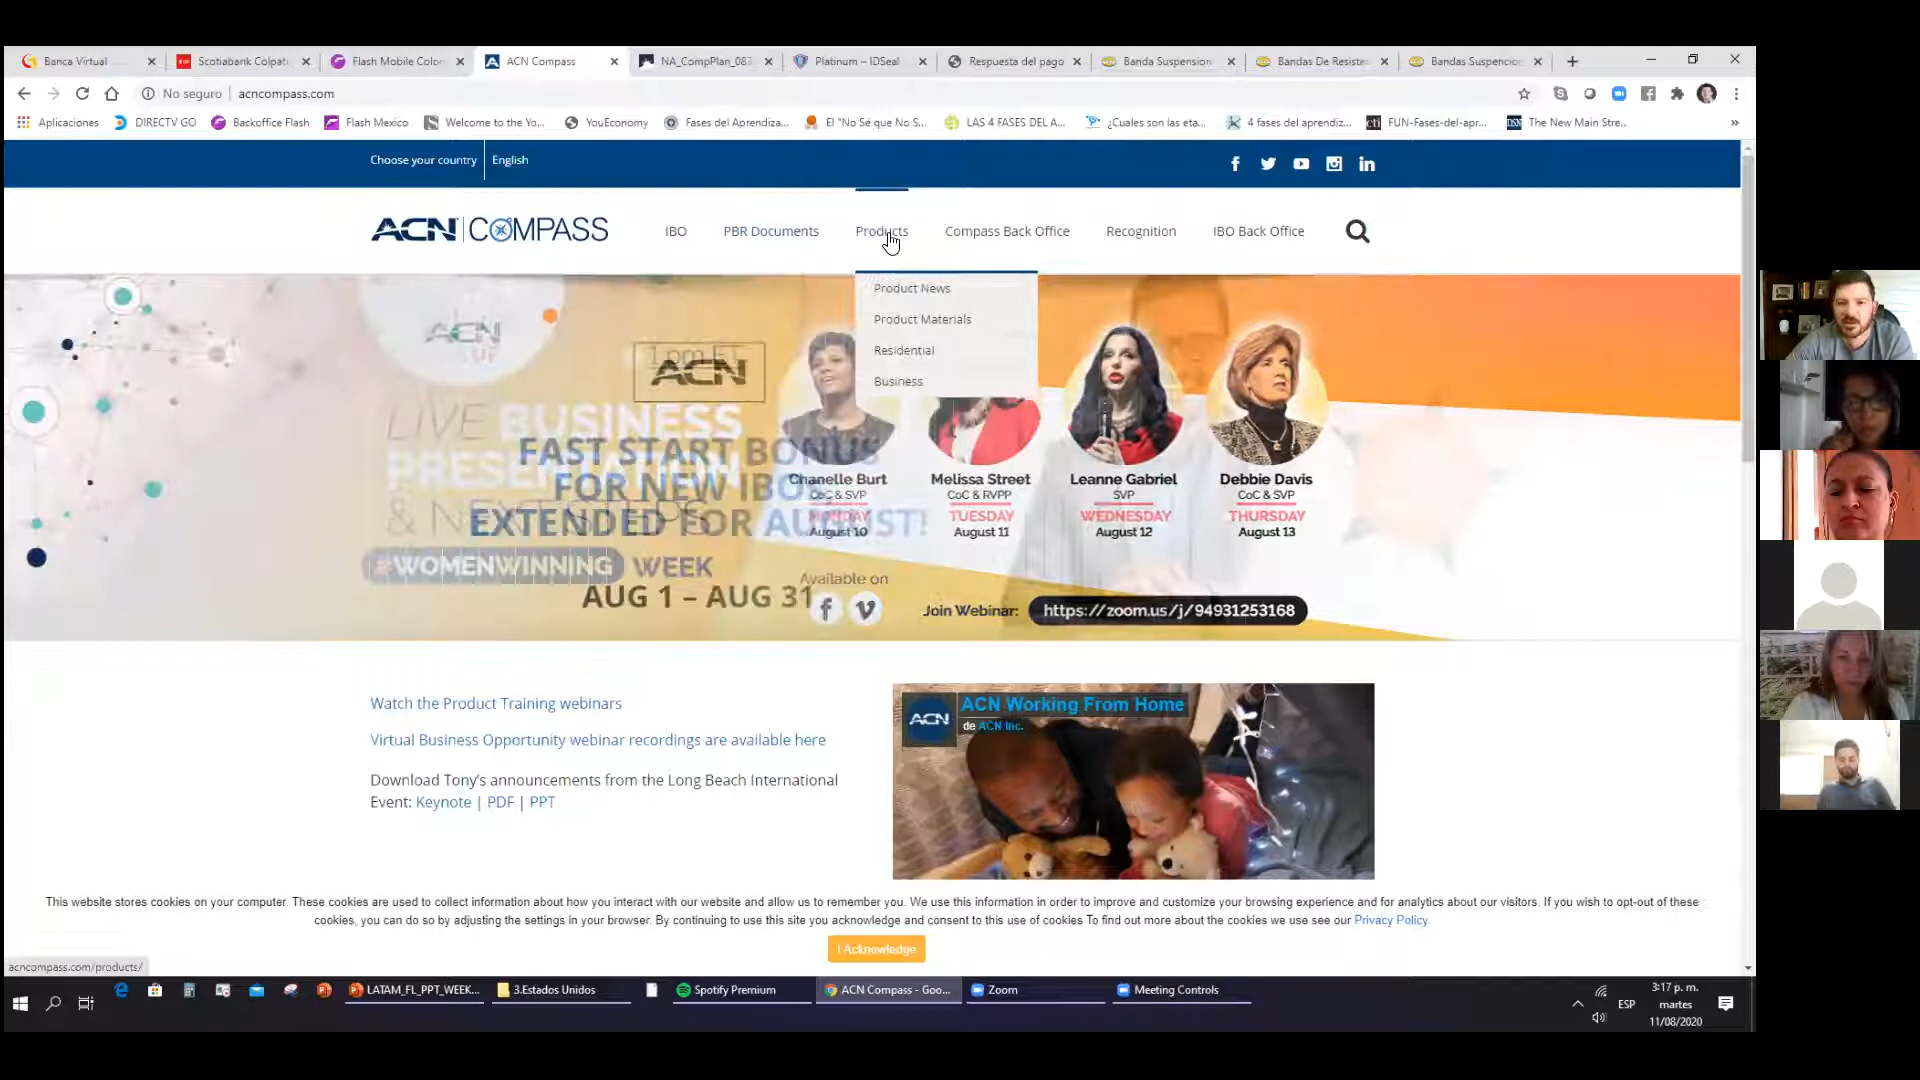 Banca Virtual
Scotiabank Colpat
Flash Mobile Colon
ACN Compass
NA_CompPlan_083
Platinum – IDSeal
Respuesta del pago
Banda Suspension
Bandas De Resiste
Bandas Suspencio
No seguro
acncompass.com
Aplicaciones
DIRECTV GO
Backoffice Flash
Flash Mexico
Welcome to the Yo...
YouEconomy
Fases del Aprendiza...
El "No Sé que No S...
LAS 4 FASES DEL A...
¿Cuales son las eta...
4 fases del aprendiz...
FUN-Fases-del-apr...
The New Main Stre...
Choose your country
English
ACN COMPASS
IBO
PBR Documents
Products
Compass Back Office
Recognition
IBO Back Office
Product News
Product Materials
Residential
Business
ACN
1 pm ET
ACN
LIVE BUSINESS
PRESENTATION
& NEXT STEPS
FAST START BONUS
FOR NEW IBOs
EXTENDED FOR AUGUST!
#WOMENWINNING WEEK
AUG 1 – AUG 31
Chanelle Burt
CoC & SVP
MONDAY
August 10
Melissa Street
CoC & RVPP
TUESDAY
August 11
Leanne Gabriel
SVP
WEDNESDAY
August 12
Debbie Davis
CoC & SVP
THURSDAY
August 13
Available on
Join Webinar: https://zoom.us/j/94931253168
Watch the Product Training webinars
Virtual Business Opportunity webinar recordings are available here
Download Tony's announcements from the Long Beach International
Event: Keynote | PDF | PPT
ACN
ACN Working From Home
de ACN Inc.
This website stores cookies on your computer. These cookies are used to collect information about how you interact with our website and allow us to remember you. We use this information in order to improve and customize your browsing experience and for analytics about our visitors. If you wish to opt-out of these
cookies, you can do so by adjusting the settings in your browser. By continuing to use this site you acknowledge and consent to this use of cookies To find out more about the cookies we use see our Privacy Policy.
I Acknowledge
acncompass.com/products/
LATAM_FL_PPT_WEEK...
3.Estados Unidos
Spotify Premium
ACN Compass - Goo...
Zoom
Meeting Controls
ESP
3:17 p. m.
martes
11/08/2020